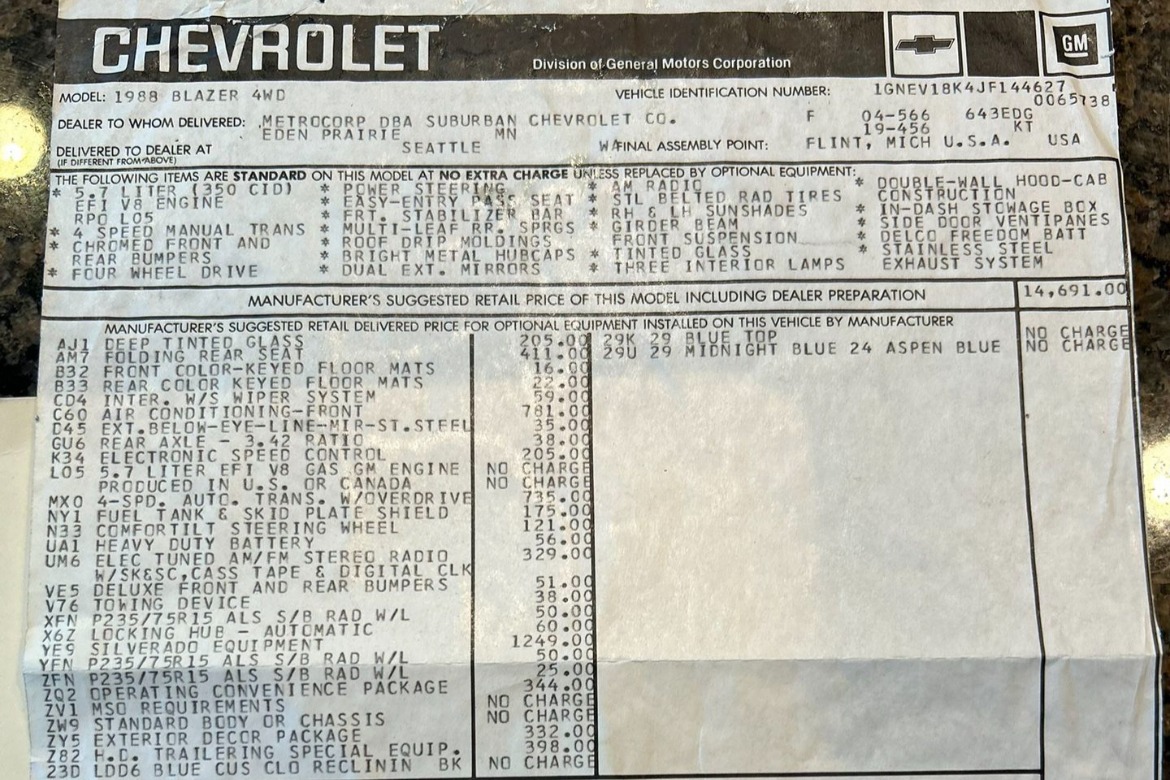 CHEVROLET
Division of General Motors Corporation
GM
MODEL: 1988 BLAZER 4WD VEHICLE IDENTIFICATION NUMBER: 1GNEV18K4JF144627
0065738
DEALER TO WHOM DELIVERED: METROCORP DBA SUBURBAN CHEVROLET CO. F 04-566 643EDG
EDEN PRAIRIE MN 19-456 KT
DELIVERED TO DEALER AT SEATTLE WA FINAL ASSEMBLY POINT: FLINT, MICH U.S.A. USA
(IF DIFFERENT FROM ABOVE)
THE FOLLOWING ITEMS ARE STANDARD ON THIS MODEL AT NO EXTRA CHARGE UNLESS REPLACED BY OPTIONAL EQUIPMENT:
* 5.7 LITER (350 CID) * POWER STEERING * AM RADIO * DOUBLE-WALL HOOD-CAB
EFI V8 ENGINE * EASY-ENTRY PASS SEAT * STL BELTED RAD TIRES CONSTRUCTION
RPO L05 * FRT. STABILIZER BAR * RH & LH SUNSHADES * IN-DASH STOWAGE BOX
* 4 SPEED MANUAL TRANS * MULTI-LEAF RR. SPRGS * GIRDER BEAM * SIDE DOOR VENTIPANES
* CHROMED FRONT AND * ROOF DRIP MOLDINGS FRONT SUSPENSION * DELCO FREEDOM BATT
REAR BUMPERS * BRIGHT METAL HUBCAPS * TINTED GLASS * STAINLESS STEEL
* FOUR WHEEL DRIVE * DUAL EXT. MIRRORS * THREE INTERIOR LAMPS EXHAUST SYSTEM
MANUFACTURER'S SUGGESTED RETAIL PRICE OF THIS MODEL INCLUDING DEALER PREPARATION 14,691.00
MANUFACTURER'S SUGGESTED RETAIL DELIVERED PRICE FOR OPTIONAL EQUIPMENT INSTALLED ON THIS VEHICLE BY MANUFACTURER
AJ1 DEEP TINTED GLASS 205.00 29K 29 BLUE TOP NO CHARGE
AM7 FOLDING REAR SEAT 411.00 29U 29 MIDNIGHT BLUE 24 ASPEN BLUE NO CHARGE
B32 FRONT COLOR-KEYED FLOOR MATS 16.00
B33 REAR COLOR KEYED FLOOR MATS 22.00
CD4 INTER. W/S WIPER SYSTEM 59.00
C60 AIR CONDITIONING-FRONT 781.00
D45 EXT.BELOW-EYE-LINE-MIR-ST.STEEL 35.00
GU6 REAR AXLE - 3.42 RATIO 38.00
K34 ELECTRONIC SPEED CONTROL 205.00
L05 5.7 LITER EFI V8 GAS GM ENGINE NO CHARGE
PRODUCED IN U.S. OR CANADA NO CHARGE
MX0 4-SPD. AUTO. TRANS. W/OVERDRIVE 735.00
NY1 FUEL TANK & SKID PLATE SHIELD 175.00
N33 COMFORTILT STEERING WHEEL 121.00
UA1 HEAVY DUTY BATTERY 56.00
UM6 ELEC TUNED AM/FM STEREO RADIO 329.00
W/SK&SC,CASS TAPE & DIGITAL CLK
VE5 DELUXE FRONT AND REAR BUMPERS 51.00
V76 TOWING DEVICE 38.00
XFN P235/75R15 ALS S/B RAD W/L 50.00
X6Z LOCKING HUB - AUTOMATIC 60.00
YE9 SILVERADO EQUIPMENT 1249.00
YFN P235/75R15 ALS S/B RAD W/L 50.00
ZFN P235/75R15 ALS S/B RAD W/L 25.00
ZQ2 OPERATING CONVENIENCE PACKAGE 344.00
ZV1 MSO REQUIREMENTS NO CHARGE
ZW9 STANDARD BODY OR CHASSIS NO CHARGE
ZY5 EXTERIOR DECOR PACKAGE 332.00
Z82 H.D. TRAILERING SPECIAL EQUIP. 398.00
23D LDD6 BLUE CUS CLO RECLININ BK NO CHARGE